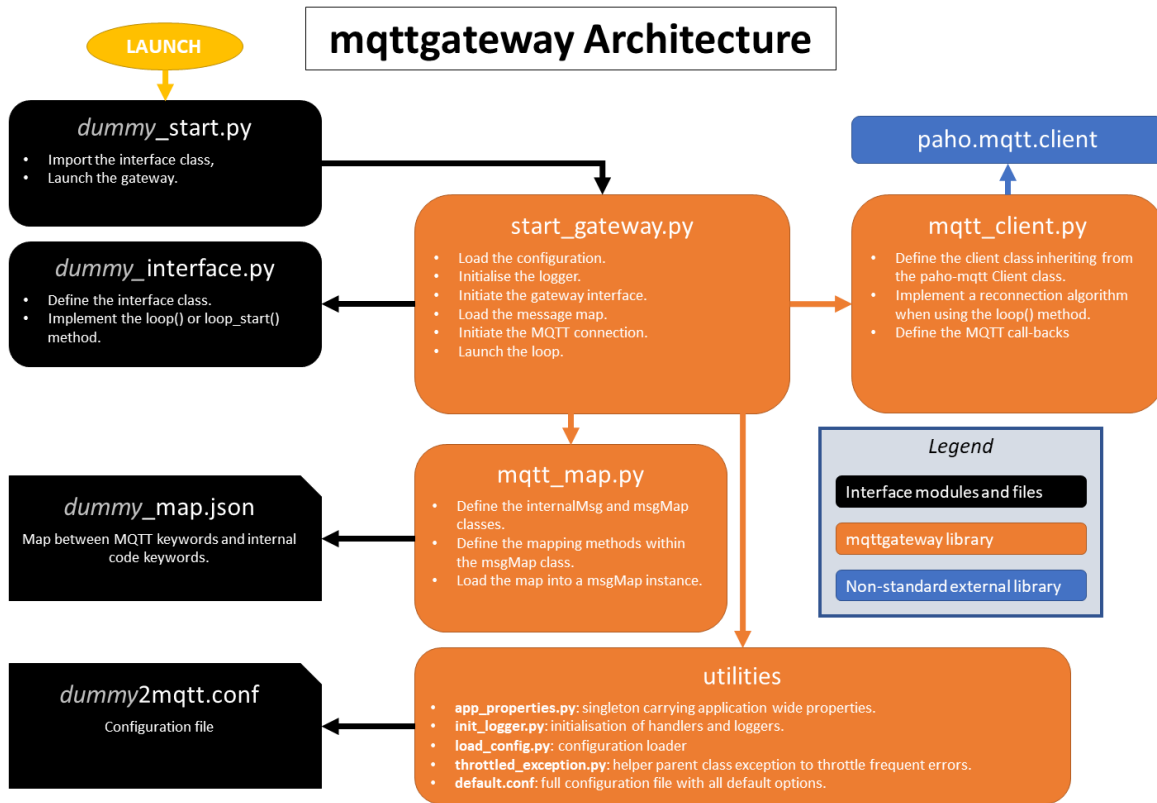 LAUNCH
mqttgateway Architecture
dummy_start.py
• Import the interface class,
• Launch the gateway.
paho.mqtt.client
start_gateway.py
• Load the configuration.
• Initialise the logger.
• Initiate the gateway interface.
• Load the message map.
• Initiate the MQTT connection.
• Launch the loop.
mqtt_client.py
• Define the client class inheriting from
the paho-mqtt Client class.
• Implement a reconnection algorithm
when using the loop() method.
• Define the MQTT call-backs
dummy_interface.py
• Define the interface class.
• Implement the loop() or loop_start()
method.
Legend
Interface modules and files
mqttgateway library
Non-standard external library
mqtt_map.py
• Define the internalMsg and msgMap
classes.
• Define the mapping methods within
the msgMap class.
• Load the map into a msgMap instance.
dummy_map.json
Map between MQTT keywords and internal
code keywords.
dummy2mqtt.conf
Configuration file
utilities
• app_properties.py: singleton carrying application wide properties.
• init_logger.py: initialisation of handlers and loggers.
• load_config.py: configuration loader
• throttled_exception.py: helper parent class exception to throttle frequent errors.
• default.conf: full configuration file with all default options.